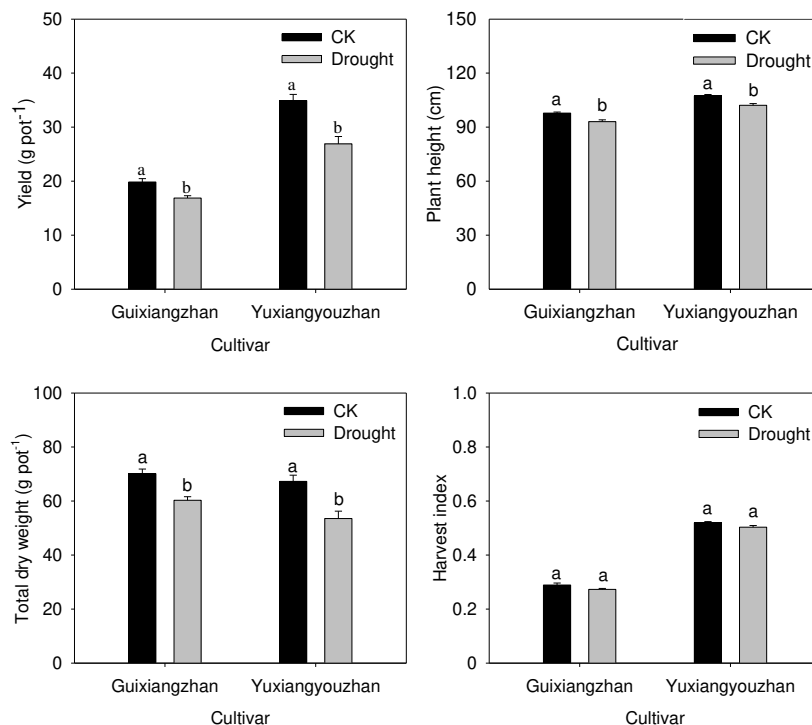 50
40
30
20
10
0
Yield (g pot-1)
CK
Drought
a
b
a
b
Guixiangzhan
Yuxiangyouzhan
Cultivar
150
120
90
60
30
0
Plant height (cm)
CK
Drought
a
b
a
b
Guixiangzhan
Yuxiangyouzhan
Cultivar
100
80
60
40
20
0
Total dry weight (g pot-1)
CK
Drought
a
b
a
b
Guixiangzhan
Yuxiangyouzhan
Cultivar
1.0
0.8
0.6
0.4
0.2
0
Harvest index
CK
Drought
a
a
a
a
Guixiangzhan
Yuxiangyouzhan
Cultivar